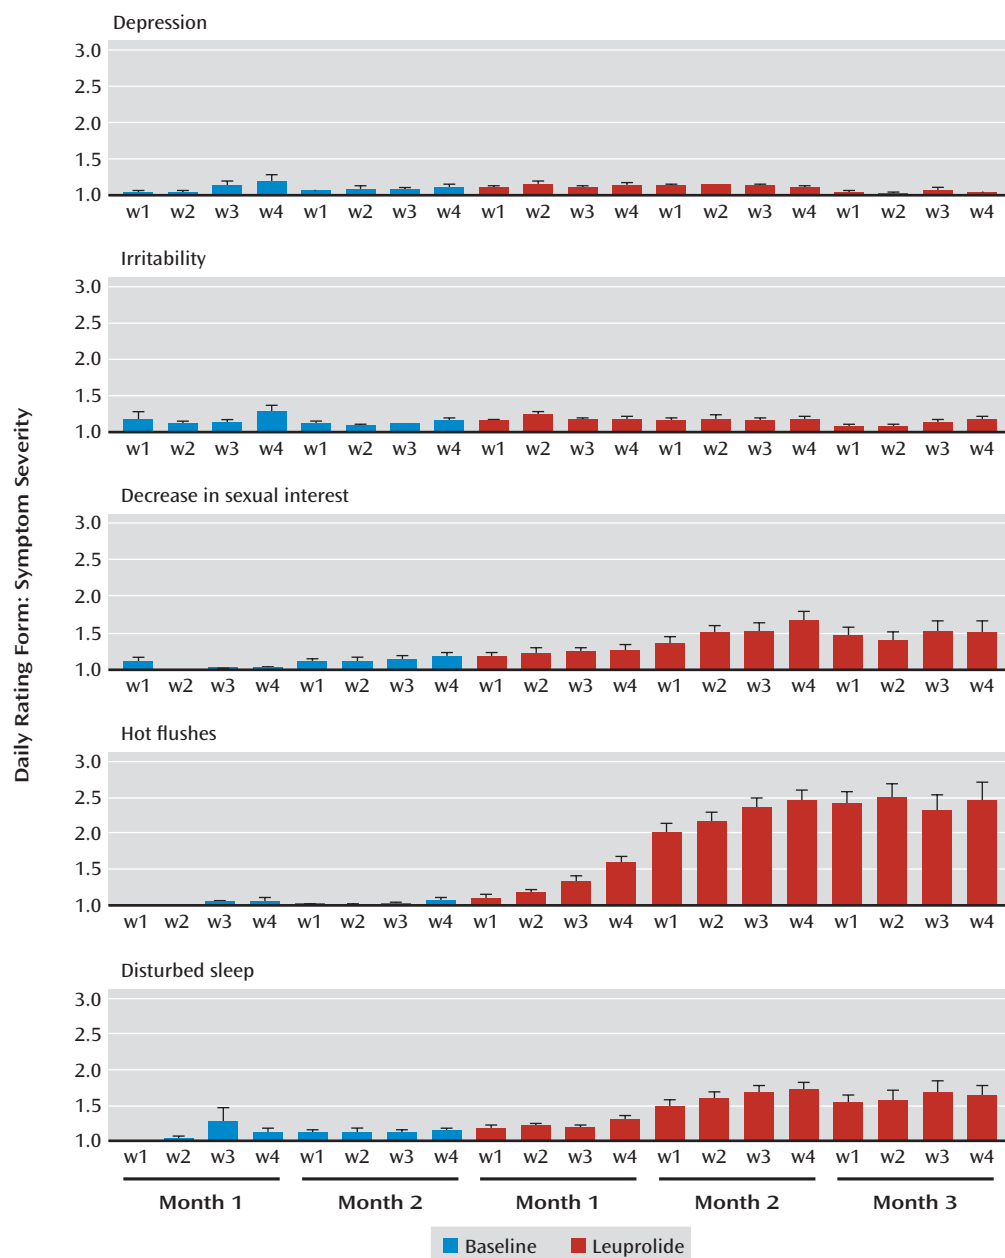 Daily Rating Form: Symptom Severity
Depression
3.0
2.5
2.0
1.5
1.0
w1 w2 w3 w4 w1 w2 w3 w4 w1 w2 w3 w4 w1 w2 w3 w4 w1 w2 w3 w4
Irritability
3.0
2.5
2.0
1.5
1.0
w1 w2 w3 w4 w1 w2 w3 w4 w1 w2 w3 w4 w1 w2 w3 w4 w1 w2 w3 w4
Decrease in sexual interest
3.0
2.5
2.0
1.5
1.0
w1 w2 w3 w4 w1 w2 w3 w4 w1 w2 w3 w4 w1 w2 w3 w4 w1 w2 w3 w4
Hot flushes
3.0
2.5
2.0
1.5
1.0
w1 w2 w3 w4 w1 w2 w3 w4 w1 w2 w3 w4 w1 w2 w3 w4 w1 w2 w3 w4
Disturbed sleep
3.0
2.5
2.0
1.5
1.0
w1 w2 w3 w4 w1 w2 w3 w4 w1 w2 w3 w4 w1 w2 w3 w4 w1 w2 w3 w4
Month 1 Month 2 Month 1 Month 2 Month 3
Baseline Leuprolide